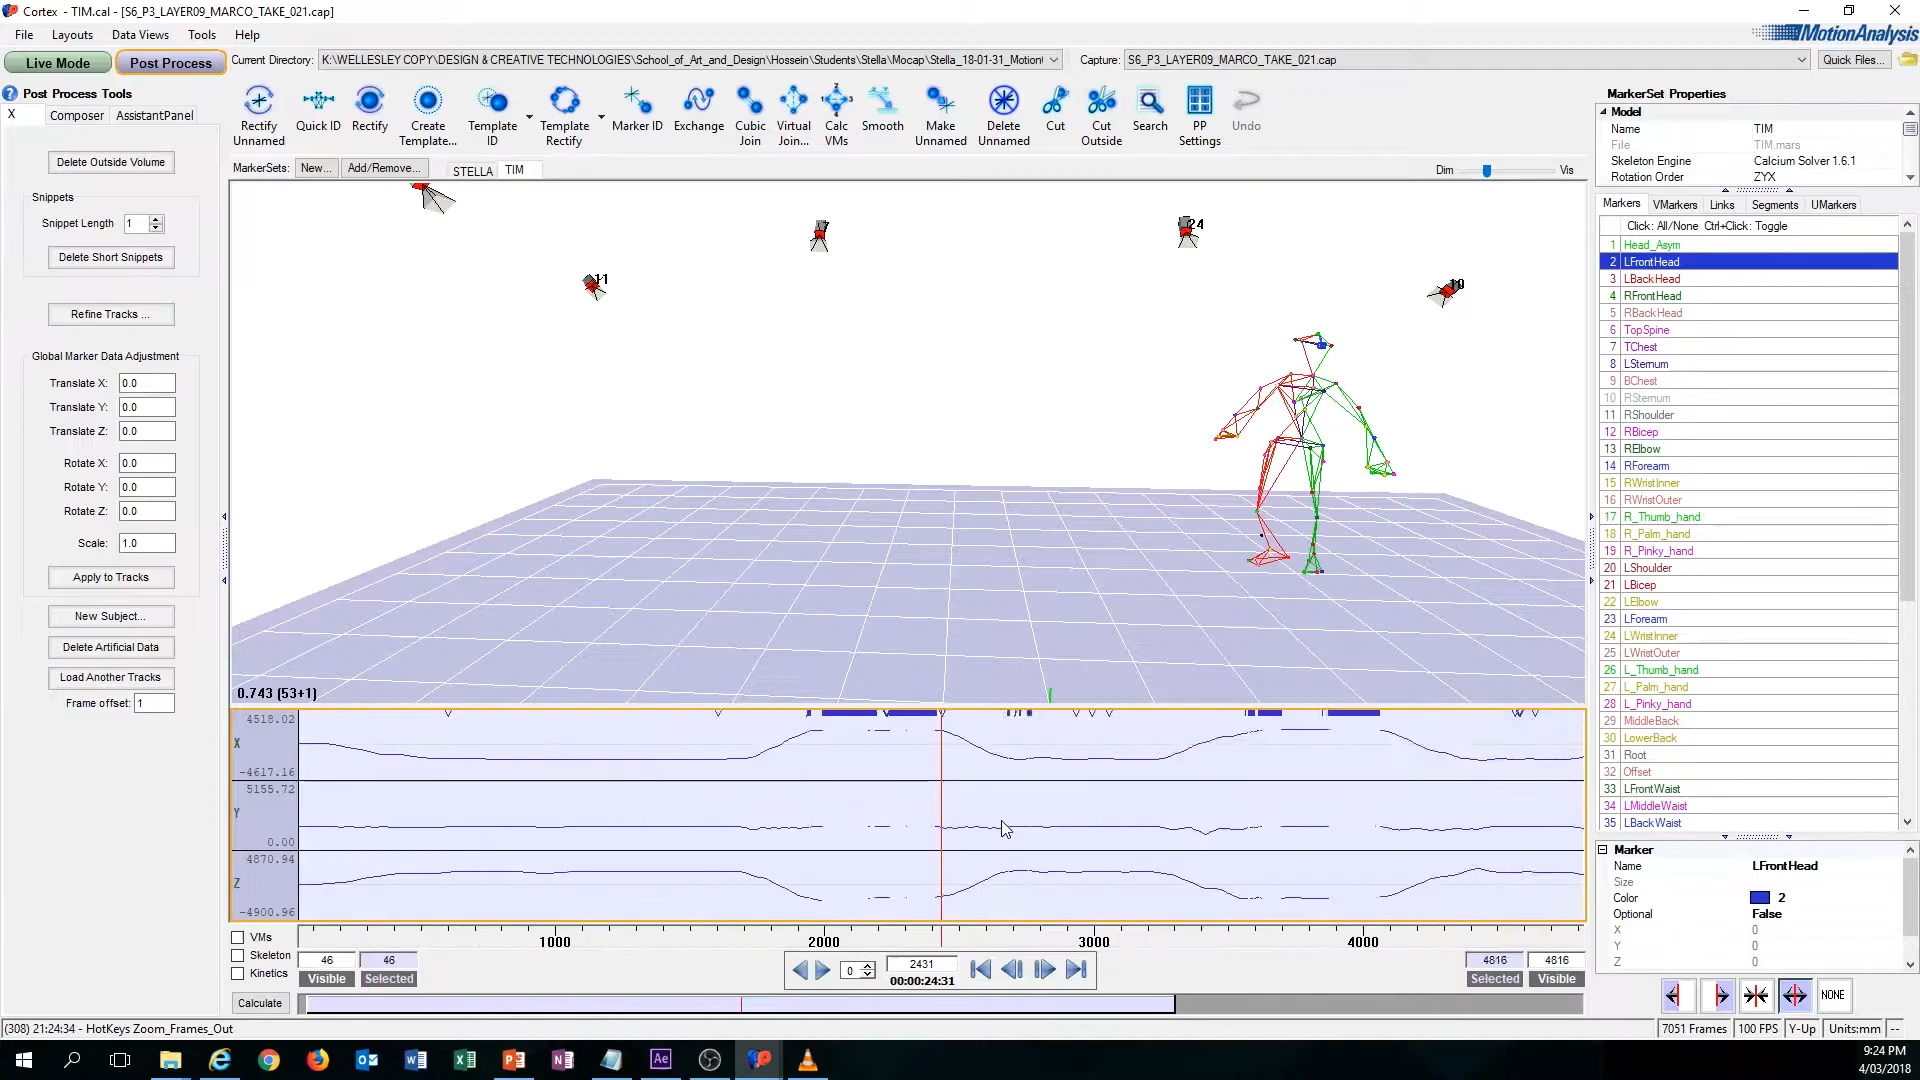 Cortex - TIM.cal - [S6_P3_LAYER09_MARCO_TAKE_021.cap]
File Layouts Data Views Tools Help
MotionAnalysis
Live Mode Post Process Current Directory: K:\WELLESLEY COPY\DESIGN & CREATIVE TECHNOLOGIES\School_of_Art_and_Design\Hossein\Students\Stella\Mocap\Stella_18-01-31_Motion Capture: S6_P3_LAYER09_MARCO_TAKE_021.cap Quick Files...
Post Process Tools
X Composer AssistantPanel
Rectify Unnamed
Quick ID
Rectify
Create Template...
Template ID
Template Rectify
Marker ID
Exchange
Cubic Join
Virtual Join...
Calc VMs
Smooth
Make Unnamed
Delete Unnamed
Cut
Cut Outside
Search
PP Settings
Undo
MarkerSets: New... Add/Remove... STELLA TIM
Dim Vis
Delete Outside Volume
Snippets
Snippet Length 1
Delete Short Snippets
Refine Tracks ...
Global Marker Data Adjustment
Translate X: 0.0
Translate Y: 0.0
Translate Z: 0.0
Rotate X: 0.0
Rotate Y: 0.0
Rotate Z: 0.0
Scale: 1.0
Apply to Tracks
New Subject...
Delete Artificial Data
Load Another Tracks
Frame offset: 1
7
24
11
0.743 (53+1)
4518.02
X
-4617.16
5155.72
Y
0.00
4870.94
Z
-4900.96
1000 2000 3000 4000
VMs
Skeleton
Kinetics
46 46
Visible Selected
0 2431
00:00:24:31
4816 4816
Selected Visible
Calculate
MarkerSet Properties
Model
Name TIM
File TIM.mars
Skeleton Engine Calcium Solver 1.6.1
Rotation Order ZYX
Markers VMarkers Links Segments UMarkers
Click: All/None Ctrl+Click: Toggle
1 Head_Asym
2 LFrontHead
3 LBackHead
4 RFrontHead
5 RBackHead
6 TopSpine
7 TChest
8 LSternum
9 BChest
10 RSternum
11 RShoulder
12 RBicep
13 RElbow
14 RForearm
15 RWristInner
16 RWristOuter
17 R_Thumb_hand
18 R_Palm_hand
19 R_Pinky_hand
20 LShoulder
21 LBicep
22 LElbow
23 LForearm
24 LWristInner
25 LWristOuter
26 L_Thumb_hand
27 L_Palm_hand
28 L_Pinky_hand
29 MiddleBack
30 LowerBack
31 Root
32 Offset
33 LFrontWaist
34 LMiddleWaist
35 LBackWaist
Marker
Name LFrontHead
Size
Color 2
Optional False
X 0
Y 0
Z 0
NONE
(308) 21:24:34 - HotKeys Zoom_Frames_Out
7051 Frames 100 FPS Y-Up Units:mm --
9:24 PM
4/03/2018